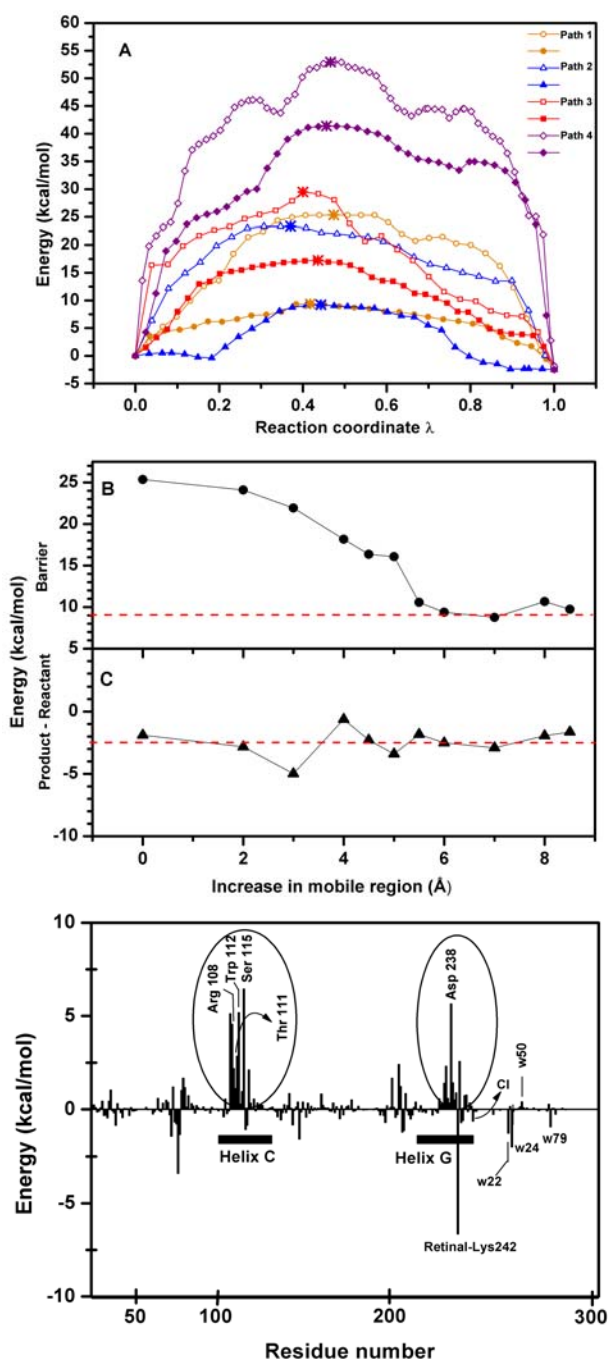 A
Path 1
Path 2
Path 3
Path 4
60
55
50
45
40
35
30
25
20
15
10
5
0
-5
Energy (kcal/mol)
0.0 0.2 0.4 0.6 0.8 1.0
Reaction coordinate λ
B
25
20
15
10
5
Barrier
Energy (kcal/mol)
C
0
-5
-10
Product - Reactant
0 2 4 6 8
Increase in mobile region (Å)
10
5
0
-5
-10
Energy (kcal/mol)
Arg 108
Trp 112
Ser 115
Thr 111
Asp 238
Cl
w50
w79
w24
w22
Helix C
Helix G
Retinal-Lys242
50 100 200 300
Residue number